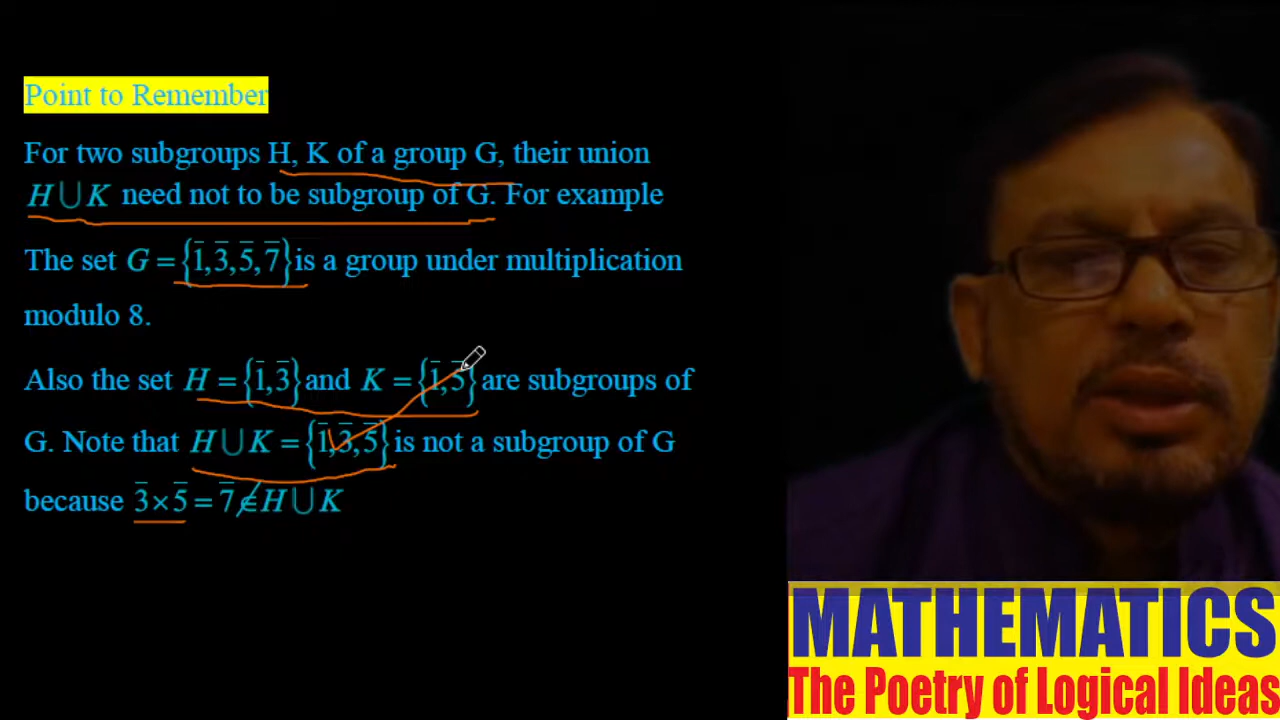 Point to Remember
For two subgroups H, K of a group G, their union
H ∪ K need not to be subgroup of G. For example
The set G = {1̄, 3̄, 5̄, 7̄} is a group under multiplication
modulo 8.
Also the set H = {1̄, 3̄} and K = {1̄, 5̄} are subgroups of
G. Note that H ∪ K = {1̄, 3̄, 5̄} is not a subgroup of G
because 3̄ × 5̄ = 7̄ ∉ H ∪ K
MATHEMATICS
The Poetry of Logical Ideas